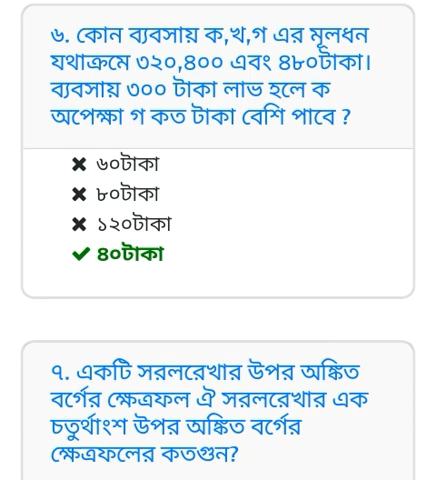 ৬. কোন ব্যবসায় ক,খ,গ এর মূলধন
যথাক্রমে ৩২০,৪০০ এবং ৪৮০টাকা।
ব্যবসায় ৩০০ টাকা লাভ হলে ক
অপেক্ষা গ কত টাকা বেশি পাবে ?
✖ ৬০টাকা
✖ ৮০টাকা
✖ ১২০টাকা
✔ ৪০টাকা
৭. একটি সরলরেখার উপর অঙ্কিত
বর্গের ক্ষেত্রফল ঐ সরলরেখার এক
চতুর্থাংশ উপর অঙ্কিত বর্গের
ক্ষেত্রফলের কতগুন?